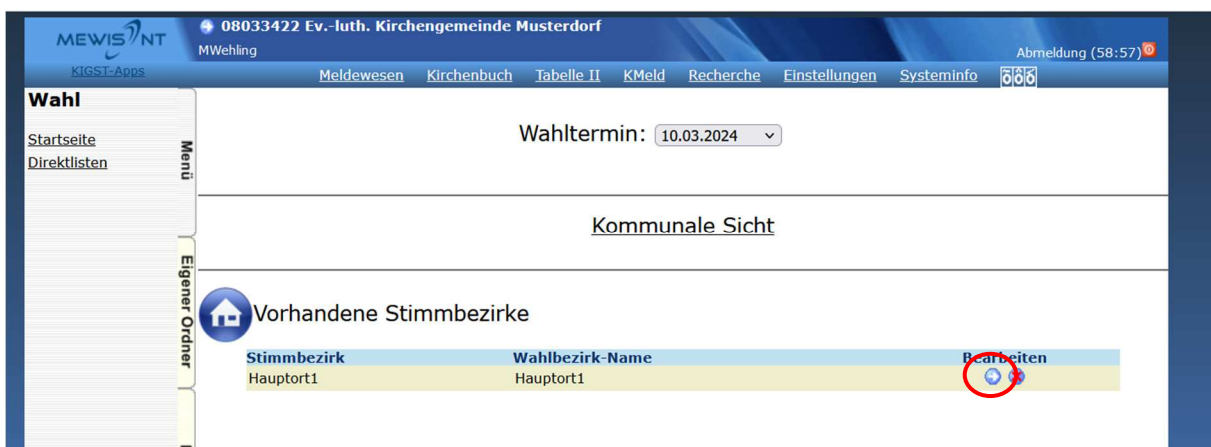 MEWIS NT
08033422 Ev.-luth. Kirchengemeinde Musterdorf
MWehling
Abmeldung (58:57)
KIGST-Apps
Meldewesen Kirchenbuch Tabelle II KMeld Recherche Einstellungen Systeminfo õôó
Wahl
Startseite
Direktlisten
Menü
Eigener Ordner
Wahltermin: 10.03.2024
Kommunale Sicht
Vorhandene Stimmbezirke
Stimmbezirk Wahlbezirk-Name Bearbeiten
Hauptort1 Hauptort1